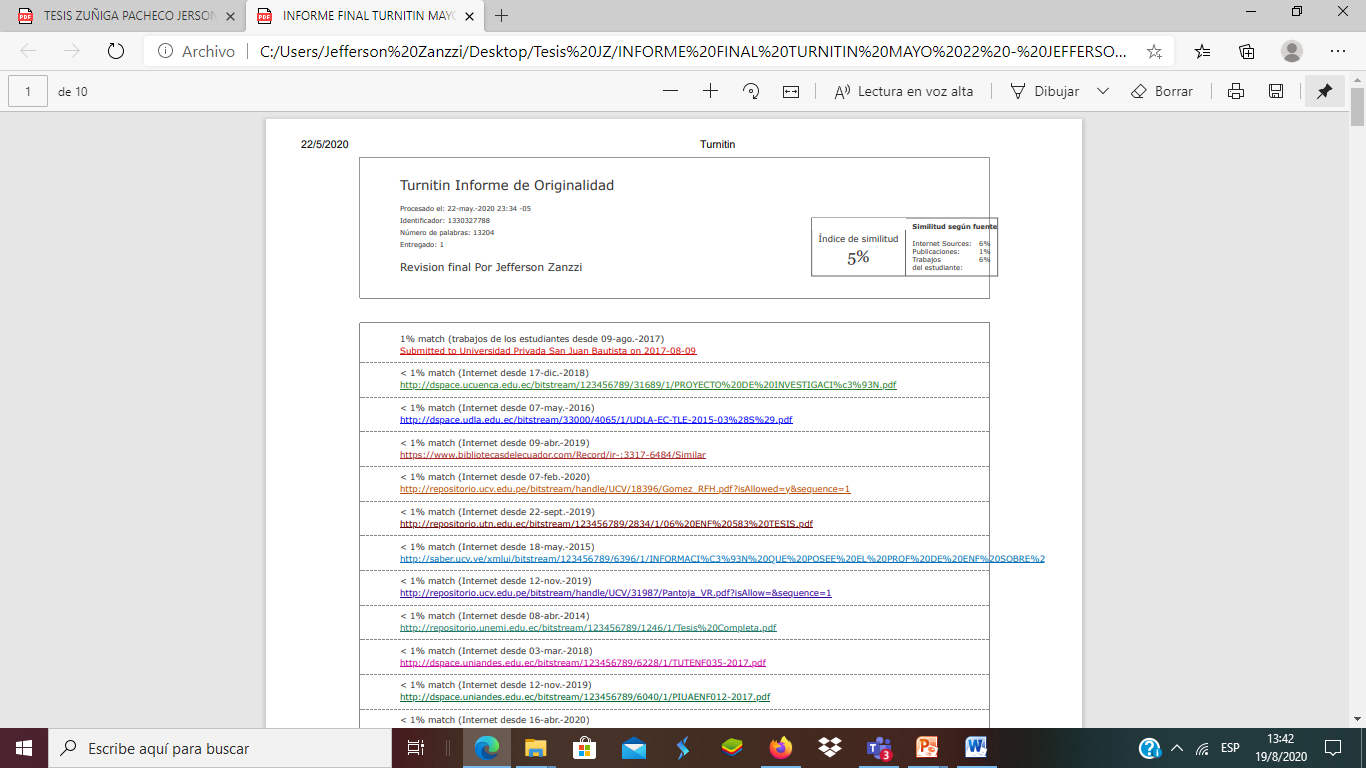 TESIS ZUÑIGA PACHECO JERSON
INFORME FINAL TURNITIN MAYO
Archivo
C:/Users/Jefferson%20Zanzzi/Desktop/Tesis%20JZ/INFORME%20FINAL%20TURNITIN%20MAYO%2022%20-%20JEFFERSO...
1 de 10
Lectura en voz alta
Dibujar
Borrar
22/5/2020
Turnitin
Turnitin Informe de Originalidad
Procesado el: 22-may.-2020 23:34 -05
Identificador: 1330327788
Número de palabras: 13204
Entregado: 1
Revision final Por Jefferson Zanzzi
Índice de similitud
5%
Similitud según fuente
Internet Sources: 6%
Publicaciones: 1%
Trabajos 6%
del estudiante:
1% match (trabajos de los estudiantes desde 09-ago.-2017)
Submitted to Universidad Privada San Juan Bautista on 2017-08-09
< 1% match (Internet desde 17-dic.-2018)
http://dspace.ucuenca.edu.ec/bitstream/123456789/31689/1/PROYECTO%20DE%20INVESTIGACI%c3%93N.pdf
< 1% match (Internet desde 07-may.-2016)
http://dspace.udla.edu.ec/bitstream/33000/4065/1/UDLA-EC-TLE-2015-03%28S%29.pdf
< 1% match (Internet desde 09-abr.-2019)
https://www.bibliotecasdelecuador.com/Record/ir-:3317-6484/Similar
< 1% match (Internet desde 07-feb.-2020)
http://repositorio.ucv.edu.pe/bitstream/handle/UCV/18396/Gomez_RFH.pdf?isAllowed=y&sequence=1
< 1% match (Internet desde 22-sept.-2019)
http://repositorio.utn.edu.ec/bitstream/123456789/2834/1/06%20ENF%20583%20TESIS.pdf
< 1% match (Internet desde 18-may.-2015)
http://saber.ucv.ve/xmlui/bitstream/123456789/6396/1/INFORMACI%C3%93N%20QUE%20POSEE%20EL%20PROF%20DE%20ENF%20SOBRE%2
< 1% match (Internet desde 12-nov.-2019)
http://repositorio.ucv.edu.pe/bitstream/handle/UCV/31987/Pantoja_VR.pdf?isAllow=&sequence=1
< 1% match (Internet desde 08-abr.-2014)
http://repositorio.unemi.edu.ec/bitstream/123456789/1246/1/Tesis%20Completa.pdf
< 1% match (Internet desde 03-mar.-2018)
http://dspace.uniandes.edu.ec/bitstream/123456789/6228/1/TUTENF035-2017.pdf
< 1% match (Internet desde 12-nov.-2019)
http://dspace.uniandes.edu.ec/bitstream/123456789/6040/1/PIUAENF012-2017.pdf
< 1% match (Internet desde 16-abr.-2020)
Escribe aquí para buscar
3
ESP
13:42
19/8/2020